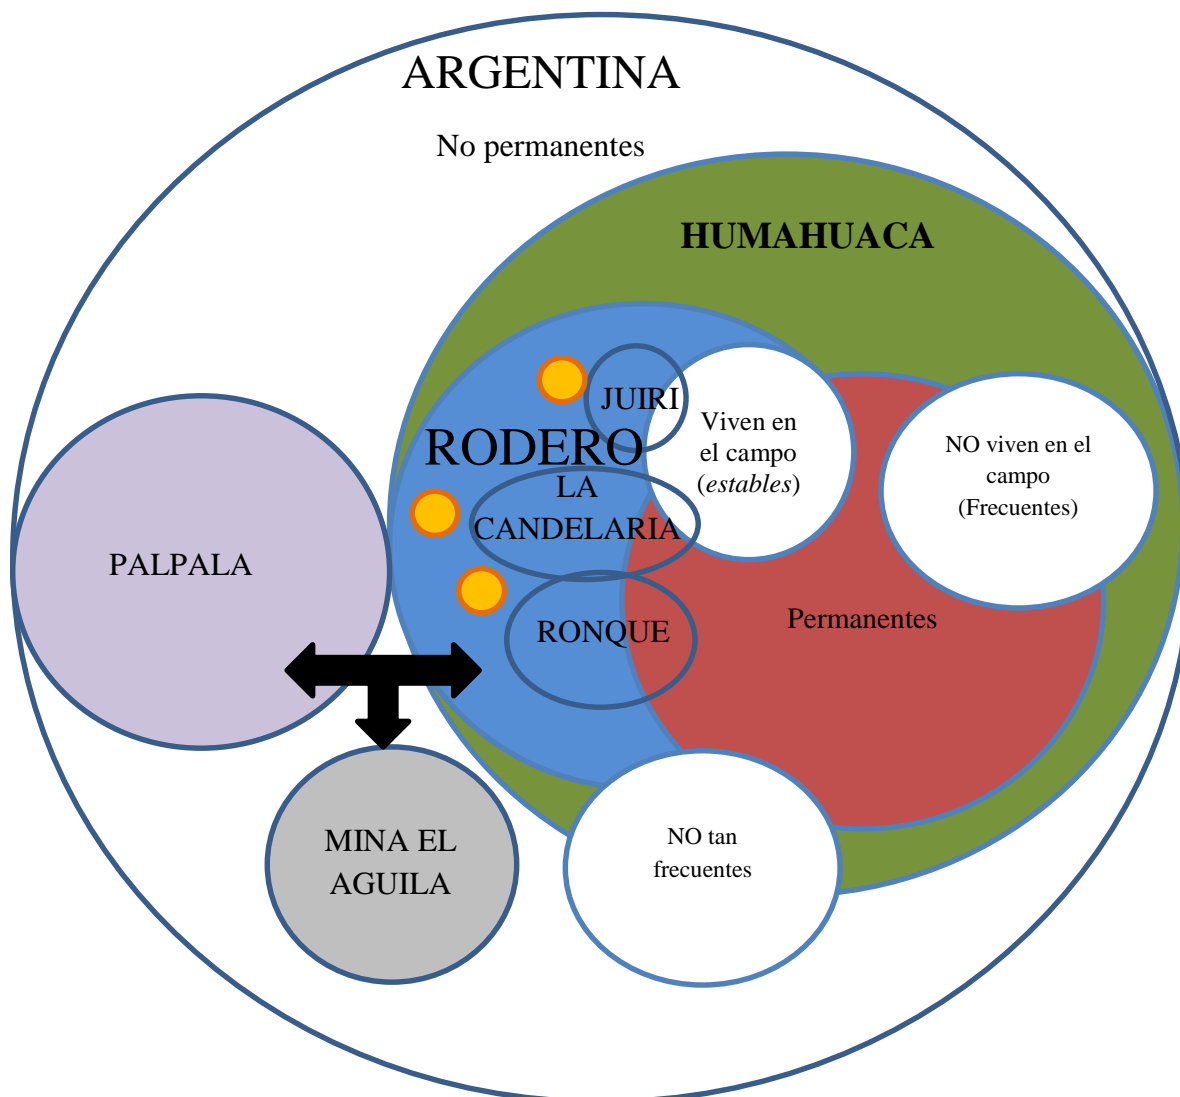 ARGENTINA
No permanentes
HUMAHUACA
JUIRI
RODERO
LA
CANDELARIA
RONQUE
Viven en
el campo
(estables)
NO viven en el
campo
(Frecuentes)
Permanentes
PALPALA
MINA EL
AGUILA
NO tan
frecuentes